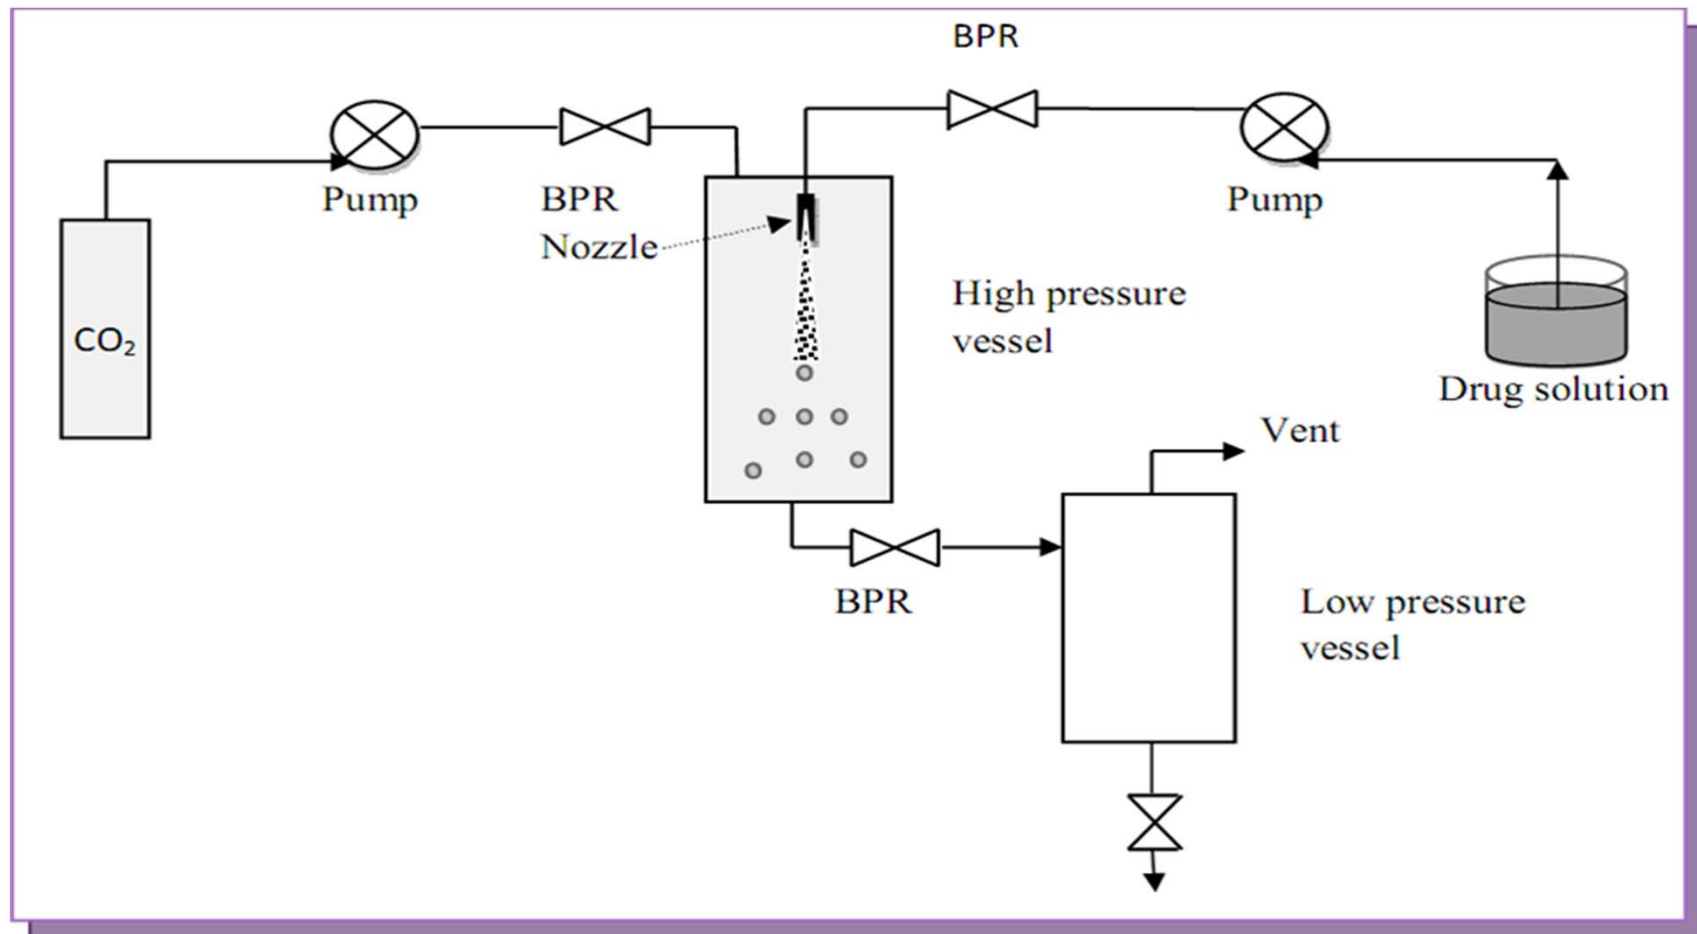 BPR
Pump
BPR
Nozzle
Pump
High pressure
vessel
CO₂
Drug solution
Vent
BPR
Low pressure
vessel